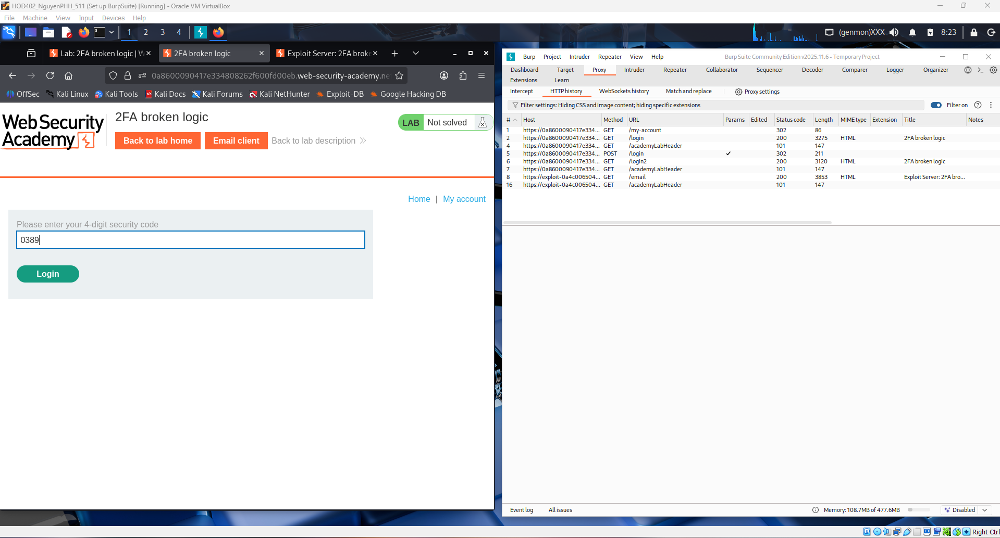 HOD402_NguyenPHH_511 (Set up BurpSuite) [Running] - Oracle VM VirtualBox
File Machine View Input Devices Help
1 2 3 4 (genmon)XXX 8:23
Lab: 2FA broken logic | W 2FA broken logic Exploit Server: 2FA broke
0a8600090417e334808262f600fd00eb.web-security-academy.ne
OffSec Kali Linux Kali Tools Kali Docs Kali Forums Kali NetHunter Exploit-DB Google Hacking DB
Web Security Academy
2FA broken logic
LAB Not solved
Back to lab home Email client Back to lab description
Home | My account
Please enter your 4-digit security code
0389
Login
Burp Project Intruder Repeater View Help Burp Suite Community Edition v2025.11.6 - Temporary Project
Dashboard Target Proxy Intruder Repeater Collaborator Sequencer Decoder Comparer Logger Organizer
Extensions Learn
Intercept HTTP history WebSockets history Match and replace Proxy settings
Filter settings: Hiding CSS and image content; hiding specific extensions Filter on
# Host Method URL Params Edited Status code Length MIME type Extension Title Notes
1 https://0a8600090417e334... GET /my-account 302 86
2 https://0a8600090417e334... GET /login 200 3275 HTML 2FA broken logic
4 https://0a8600090417e334... GET /academyLabHeader 101 147
5 https://0a8600090417e334... POST /login ✓ 302 211
6 https://0a8600090417e334... GET /login2 200 3120 HTML 2FA broken logic
7 https://0a8600090417e334... GET /academyLabHeader 101 147
8 https://exploit-0a4c006504... GET /email 200 3853 HTML Exploit Server: 2FA bro...
16 https://exploit-0a4c006504... GET /academyLabHeader 101 147
Event log All issues Memory: 108.7MB of 477.6MB Disabled
Right Ctrl